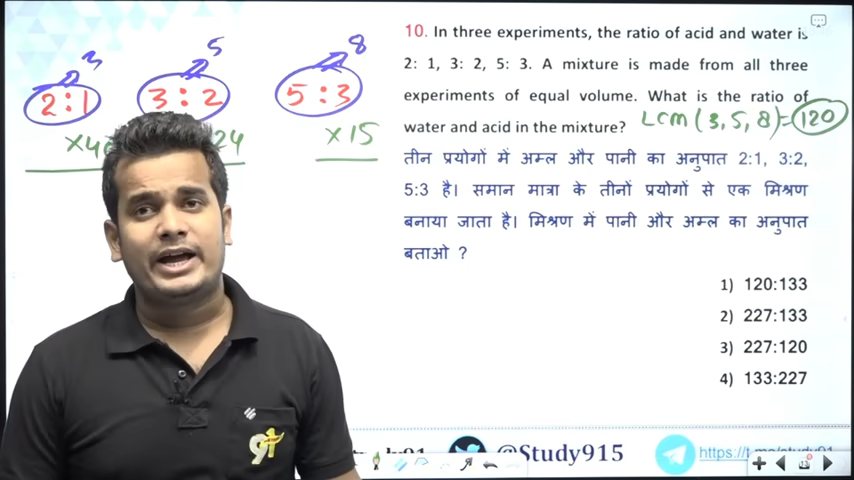 3
5
8
2:1
3:2
5:3
24
×15
10. In three experiments, the ratio of acid and water is
2: 1, 3: 2, 5: 3. A mixture is made from all three
experiments of equal volume. What is the ratio of
water and acid in the mixture?
LCM (3,5,8)=120
तीन प्रयोगों में अम्ल और पानी का अनुपात 2:1, 3:2,
5:3 है। समान मात्रा के तीनों प्रयोगों से एक मिश्रण
बनाया जाता है। मिश्रण में पानी और अम्ल का अनुपात
बताओ ?
1) 120:133
2) 227:133
3) 227:120
4) 133:227
@Study915